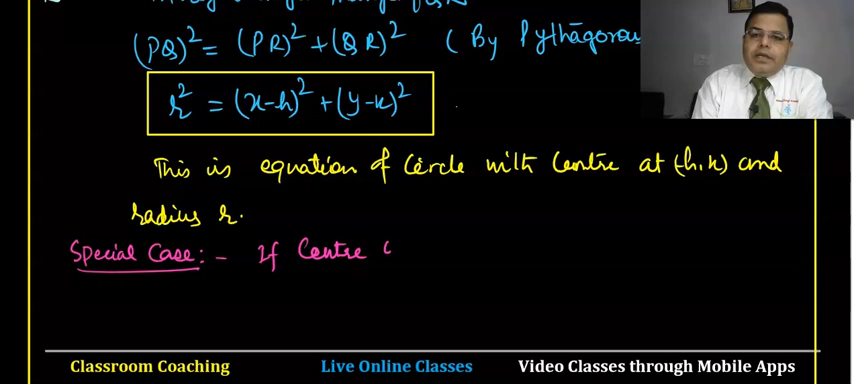 (PQ)² = (PR)² + (QR)² ( By Pythāgorou
r² = (x-h)² + (y-k)²
This is equation of Circle with Centre at (h,k) and
radius r.
Special Case :- If Centre (
Classroom Coaching Live Online Classes Video Classes through Mobile Apps